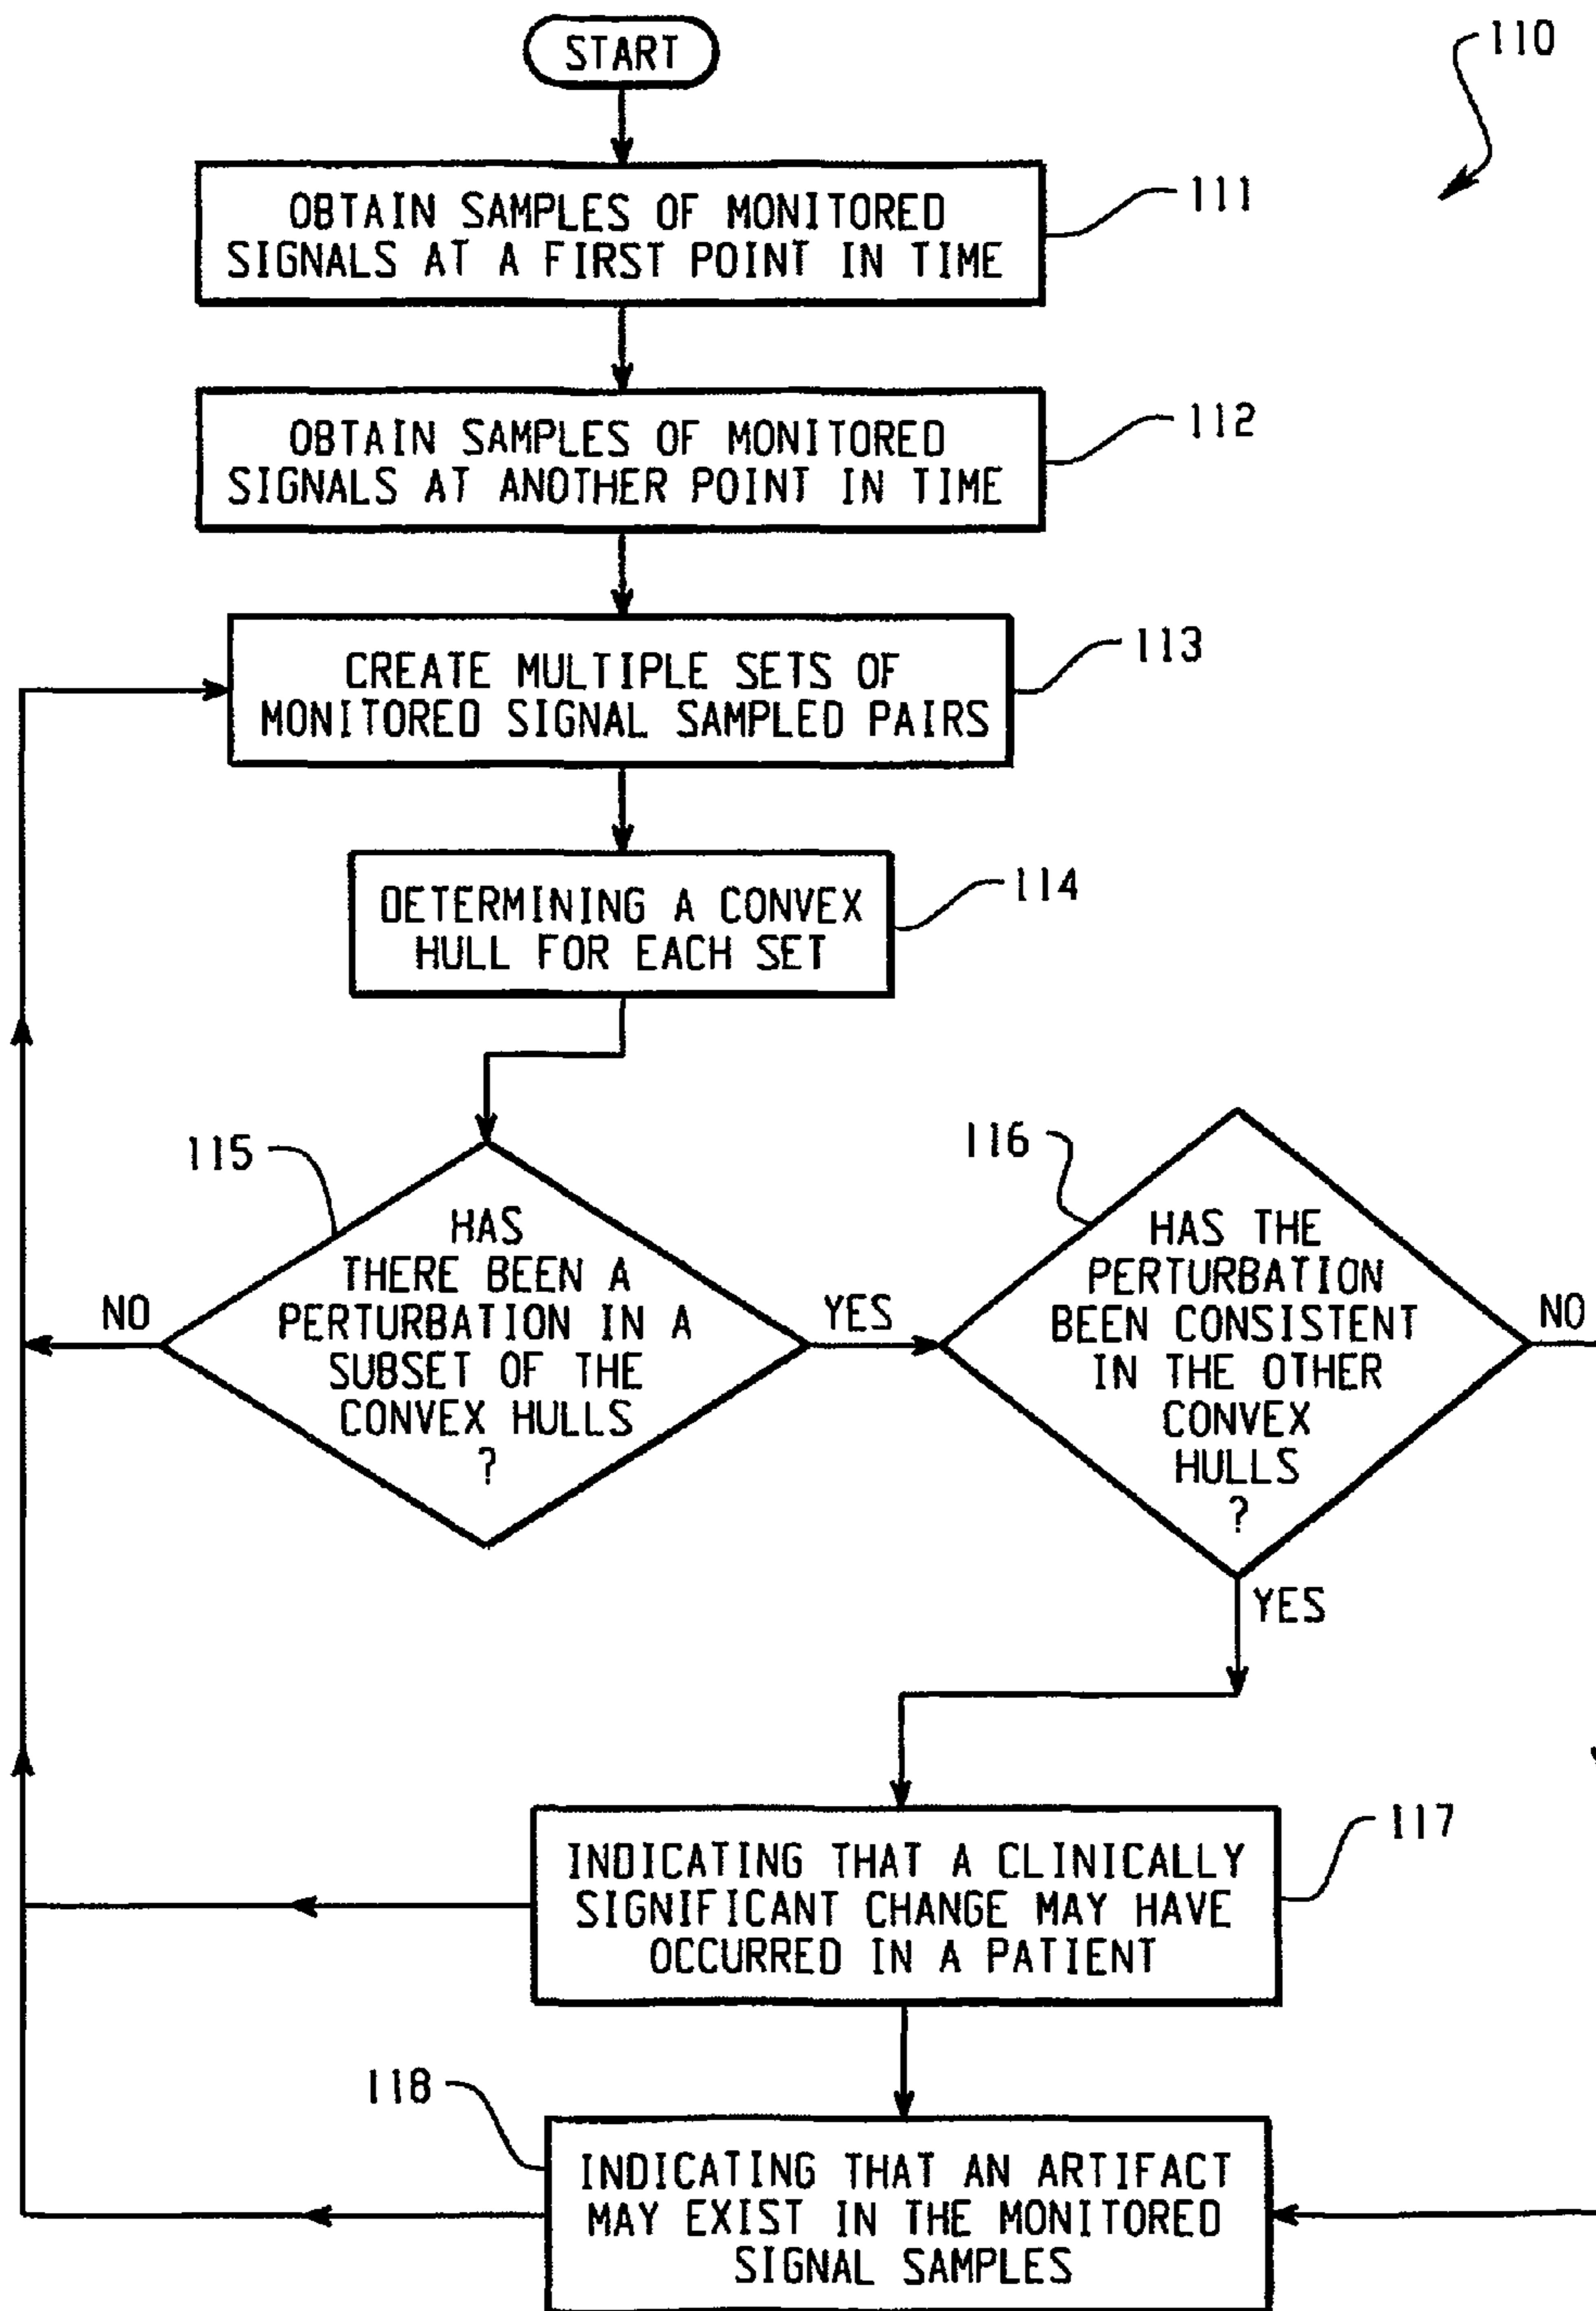 START
110
OBTAIN SAMPLES OF MONITORED
SIGNALS AT A FIRST POINT IN TIME
111
OBTAIN SAMPLES OF MONITORED
SIGNALS AT ANOTHER POINT IN TIME
112
CREATE MULTIPLE SETS OF
MONITORED SIGNAL SAMPLED PAIRS
113
DETERMINING A CONVEX
HULL FOR EACH SET
114
115
HAS
THERE BEEN A
PERTURBATION IN A
SUBSET OF THE
CONVEX HULLS
?
NO
YES
116
HAS THE
PERTURBATION
BEEN CONSISTENT
IN THE OTHER
CONVEX
HULLS
?
NO
YES
INDICATING THAT A CLINICALLY
SIGNIFICANT CHANGE MAY HAVE
OCCURRED IN A PATIENT
117
118
INDICATING THAT AN ARTIFACT
MAY EXIST IN THE MONITORED
SIGNAL SAMPLES